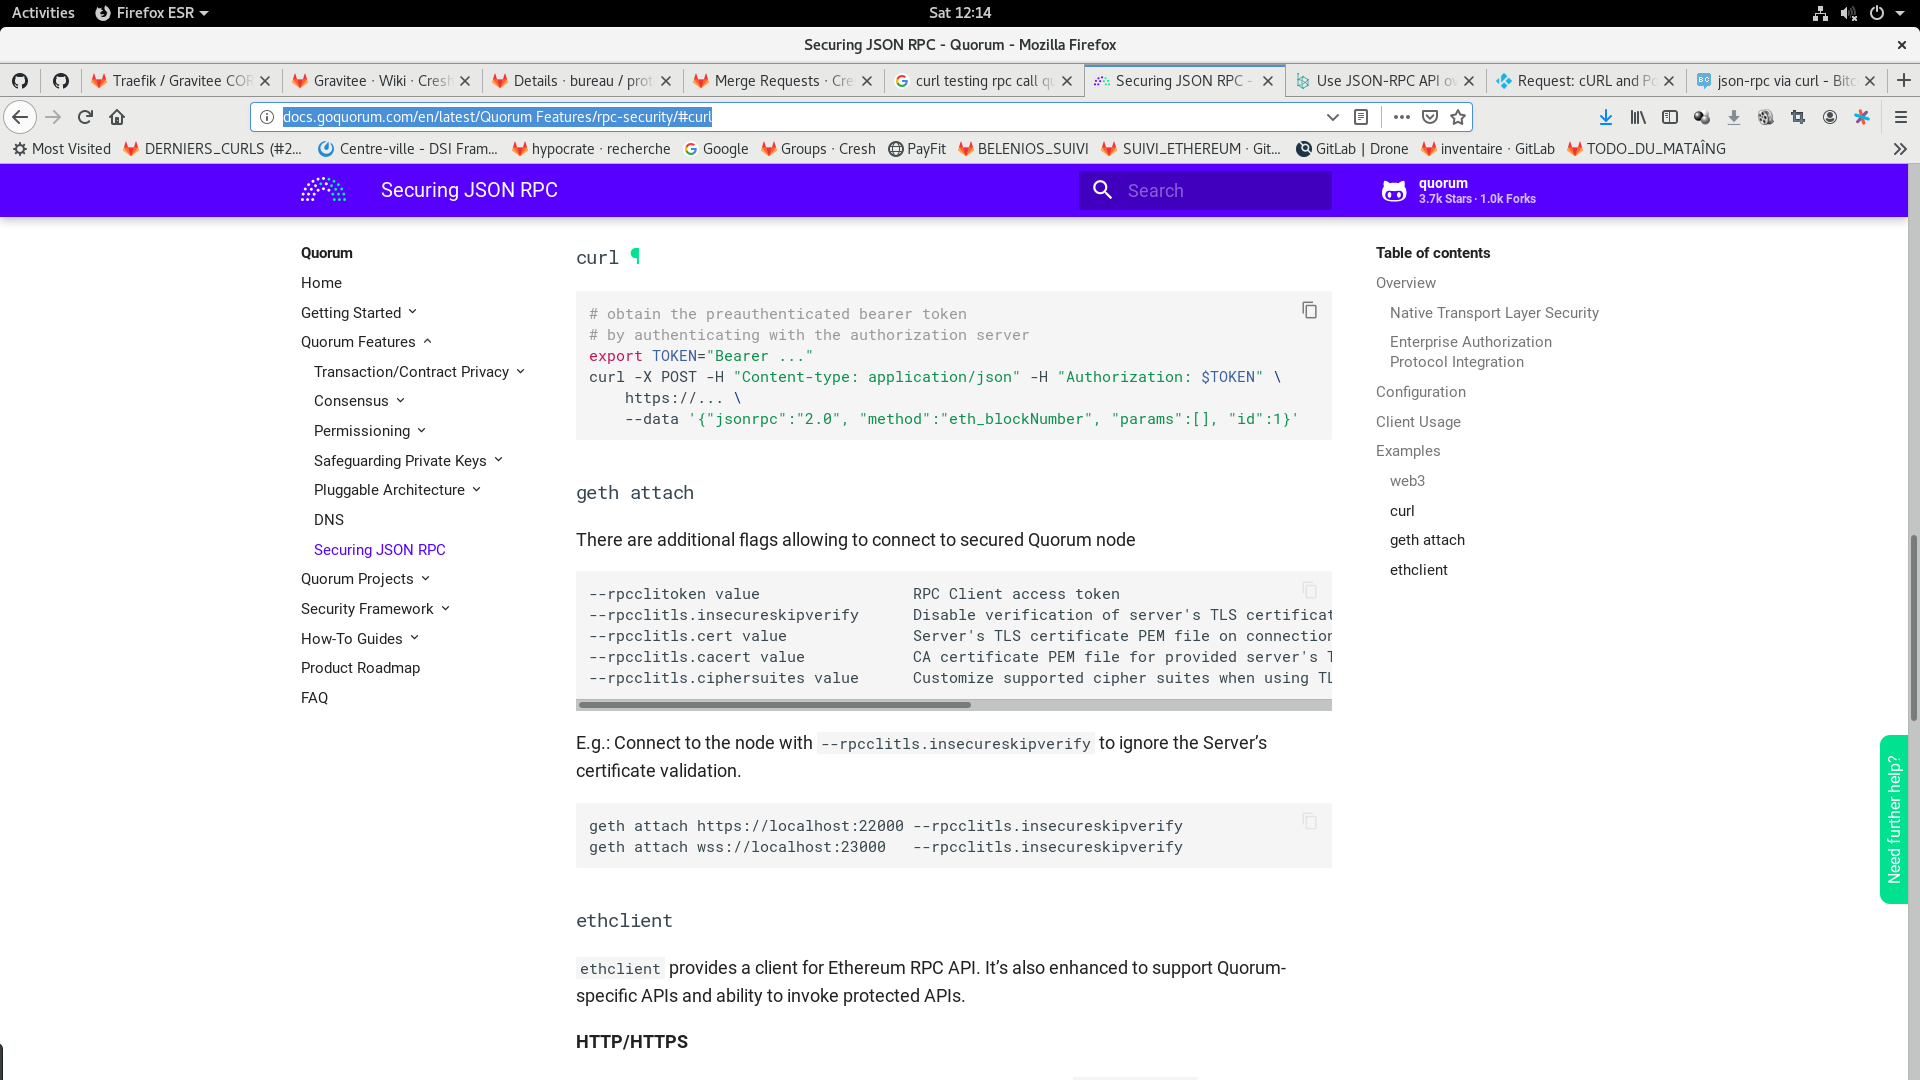 Activities
Firefox ESR
Sat 12:14
Securing JSON RPC - Quorum - Mozilla Firefox
Traefik / Gravitee COR
Gravitee · Wiki · Cresh
Details · bureau / prot
Merge Requests · Cre
curl testing rpc call qu
Securing JSON RPC -
Use JSON-RPC API ov
Request: cURL and Po
json-rpc via curl - Bitc
docs.goquorum.com/en/latest/Quorum Features/rpc-security/#curl
Most Visited
DERNIERS_CURLS (#2...
Centre-ville - DSI Fram...
hypocrate · recherche
Google
Groups · Cresh
PayFit
BELENIOS_SUIVI
SUIVI_ETHEREUM · Git...
GitLab | Drone
inventaire · GitLab
TODO_DU_MATAÎNG
Securing JSON RPC
Search
quorum
3.7k Stars · 1.0k Forks
Quorum
Home
Getting Started
Quorum Features
Transaction/Contract Privacy
Consensus
Permissioning
Safeguarding Private Keys
Pluggable Architecture
DNS
Securing JSON RPC
Quorum Projects
Security Framework
How-To Guides
Product Roadmap
FAQ
curl ¶
# obtain the preauthenticated bearer token
# by authenticating with the authorization server
export TOKEN="Bearer ..."
curl -X POST -H "Content-type: application/json" -H "Authorization: $TOKEN" \
https://... \
--data '{"jsonrpc":"2.0", "method":"eth_blockNumber", "params":[], "id":1}'
geth attach
There are additional flags allowing to connect to secured Quorum node
--rpcclitoken value RPC Client access token
--rpcclitls.insecureskipverify Disable verification of server's TLS certificat
--rpcclitls.cert value Server's TLS certificate PEM file on connection
--rpcclitls.cacert value CA certificate PEM file for provided server's T
--rpcclitls.ciphersuites value Customize supported cipher suites when using TL
E.g.: Connect to the node with --rpcclitls.insecureskipverify to ignore the Server’s
certificate validation.
geth attach https://localhost:22000 --rpcclitls.insecureskipverify
geth attach wss://localhost:23000 --rpcclitls.insecureskipverify
ethclient
ethclient provides a client for Ethereum RPC API. It’s also enhanced to support Quorum-
specific APIs and ability to invoke protected APIs.
HTTP/HTTPS
Table of contents
Overview
Native Transport Layer Security
Enterprise Authorization
Protocol Integration
Configuration
Client Usage
Examples
web3
curl
geth attach
ethclient
Need further help?